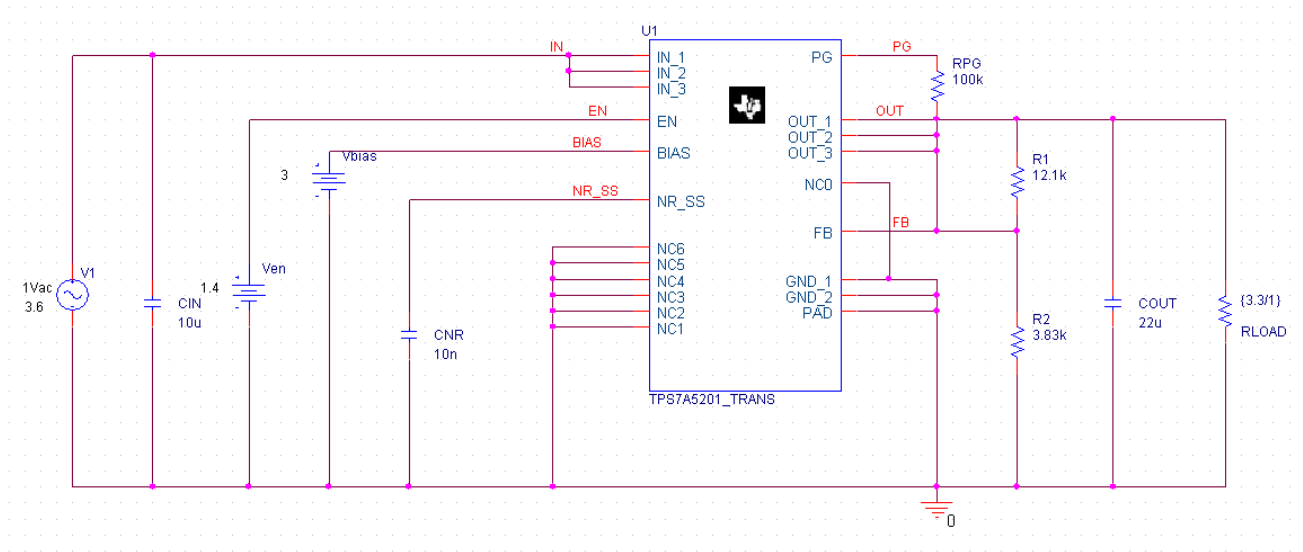 U1
IN
IN_1
IN_2
IN_3
EN
EN
BIAS
BIAS
NR_SS
NR_SS
NC6
NC5
NC4
NC3
NC2
NC1
PG
PG
OUT_1
OUT_2
OUT_3
OUT
NC0
FB
FB
GND_1
GND_2
PAD
TPS7A5201_TRANS
RPG
100k
R1
12.1k
R2
3.83k
COUT
22u
{3.3/1}
RLOAD
Vbias
3
Ven
1.4
V1
1Vac
3.6
CIN
10u
CNR
10n
0